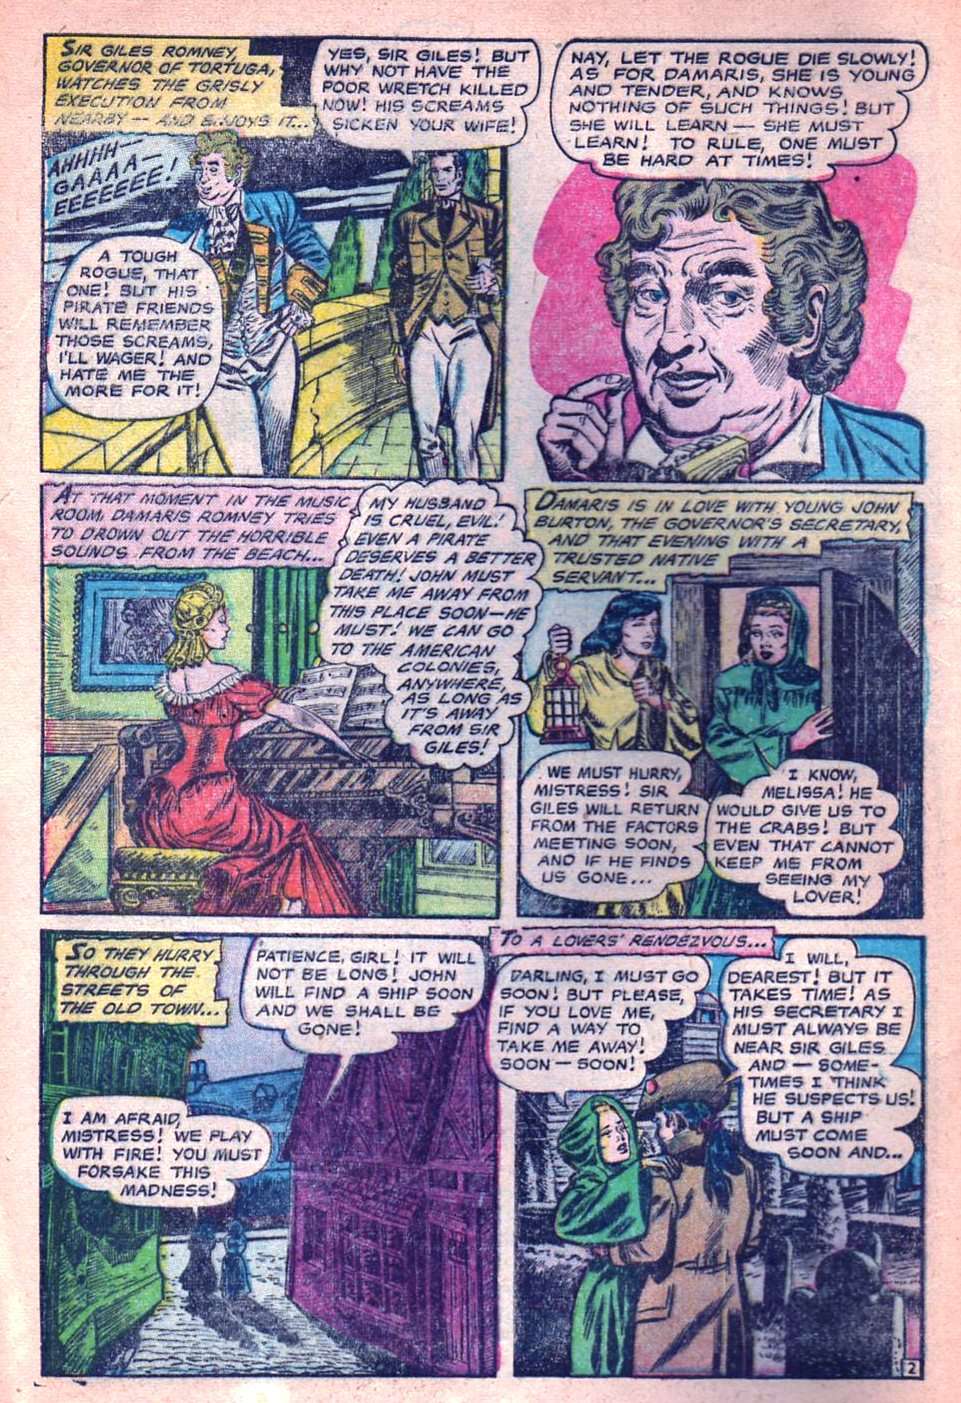 SIR GILES ROMNEY,
GOVERNOR OF TORTUGA,
WATCHES THE GRISLY
EXECUTION FROM
NEARBY -- AND ENJOYS IT...
YES, SIR GILES! BUT
WHY NOT HAVE THE
POOR WRETCH KILLED
NOW! HIS SCREAMS
SICKEN YOUR WIFE!
AHHHH—
GAAAA—
EEEEEEE!
A TOUGH
ROGUE, THAT
ONE! BUT HIS
PIRATE FRIENDS
WILL REMEMBER
THOSE SCREAMS,
I'LL WAGER! AND
HATE ME THE
MORE FOR IT!
NAY, LET THE ROGUE DIE SLOWLY!
AS FOR DAMARIS, SHE IS YOUNG
AND TENDER, AND KNOWS
NOTHING OF SUCH THINGS! BUT
SHE WILL LEARN — SHE MUST
LEARN! TO RULE, ONE MUST
BE HARD AT TIMES!
AT THAT MOMENT IN THE MUSIC
ROOM, DAMARIS ROMNEY TRIES
TO DROWN OUT THE HORRIBLE
SOUNDS FROM THE BEACH...
MY HUSBAND
IS CRUEL, EVIL!
EVEN A PIRATE
DESERVES A BETTER
DEATH! JOHN MUST
TAKE ME AWAY FROM
THIS PLACE SOON—HE
MUST! WE CAN GO
TO THE AMERICAN
COLONIES,
ANYWHERE,
AS LONG AS
IT'S AWAY
FROM SIR
GILES!
DAMARIS IS IN LOVE WITH YOUNG JOHN
BURTON, THE GOVERNOR'S SECRETARY,
AND THAT EVENING WITH A
TRUSTED NATIVE
SERVANT...
WE MUST HURRY,
MISTRESS! SIR
GILES WILL RETURN
FROM THE FACTORS
MEETING SOON,
AND IF HE FINDS
US GONE...
I KNOW,
MELISSA! HE
WOULD GIVE US TO
THE CRABS! BUT
EVEN THAT CANNOT
KEEP ME FROM
SEEING MY
LOVER!
SO THEY HURRY
THROUGH THE
STREETS OF
THE OLD TOWN...
PATIENCE, GIRL! IT WILL
NOT BE LONG! JOHN
WILL FIND A SHIP SOON
AND WE SHALL BE
GONE!
I AM AFRAID,
MISTRESS! WE PLAY
WITH FIRE! YOU MUST
FORSAKE THIS
MADNESS!
TO A LOVERS' RENDEZVOUS...
DARLING, I MUST GO
SOON! BUT PLEASE,
IF YOU LOVE ME,
FIND A WAY TO
TAKE ME AWAY!
SOON — SOON!
I WILL,
DEAREST! BUT IT
TAKES TIME! AS
HIS SECRETARY I
MUST ALWAYS BE
NEAR SIR GILES
AND — SOME-
TIMES I THINK
HE SUSPECTS US!
BUT A SHIP
MUST COME
SOON AND...
2